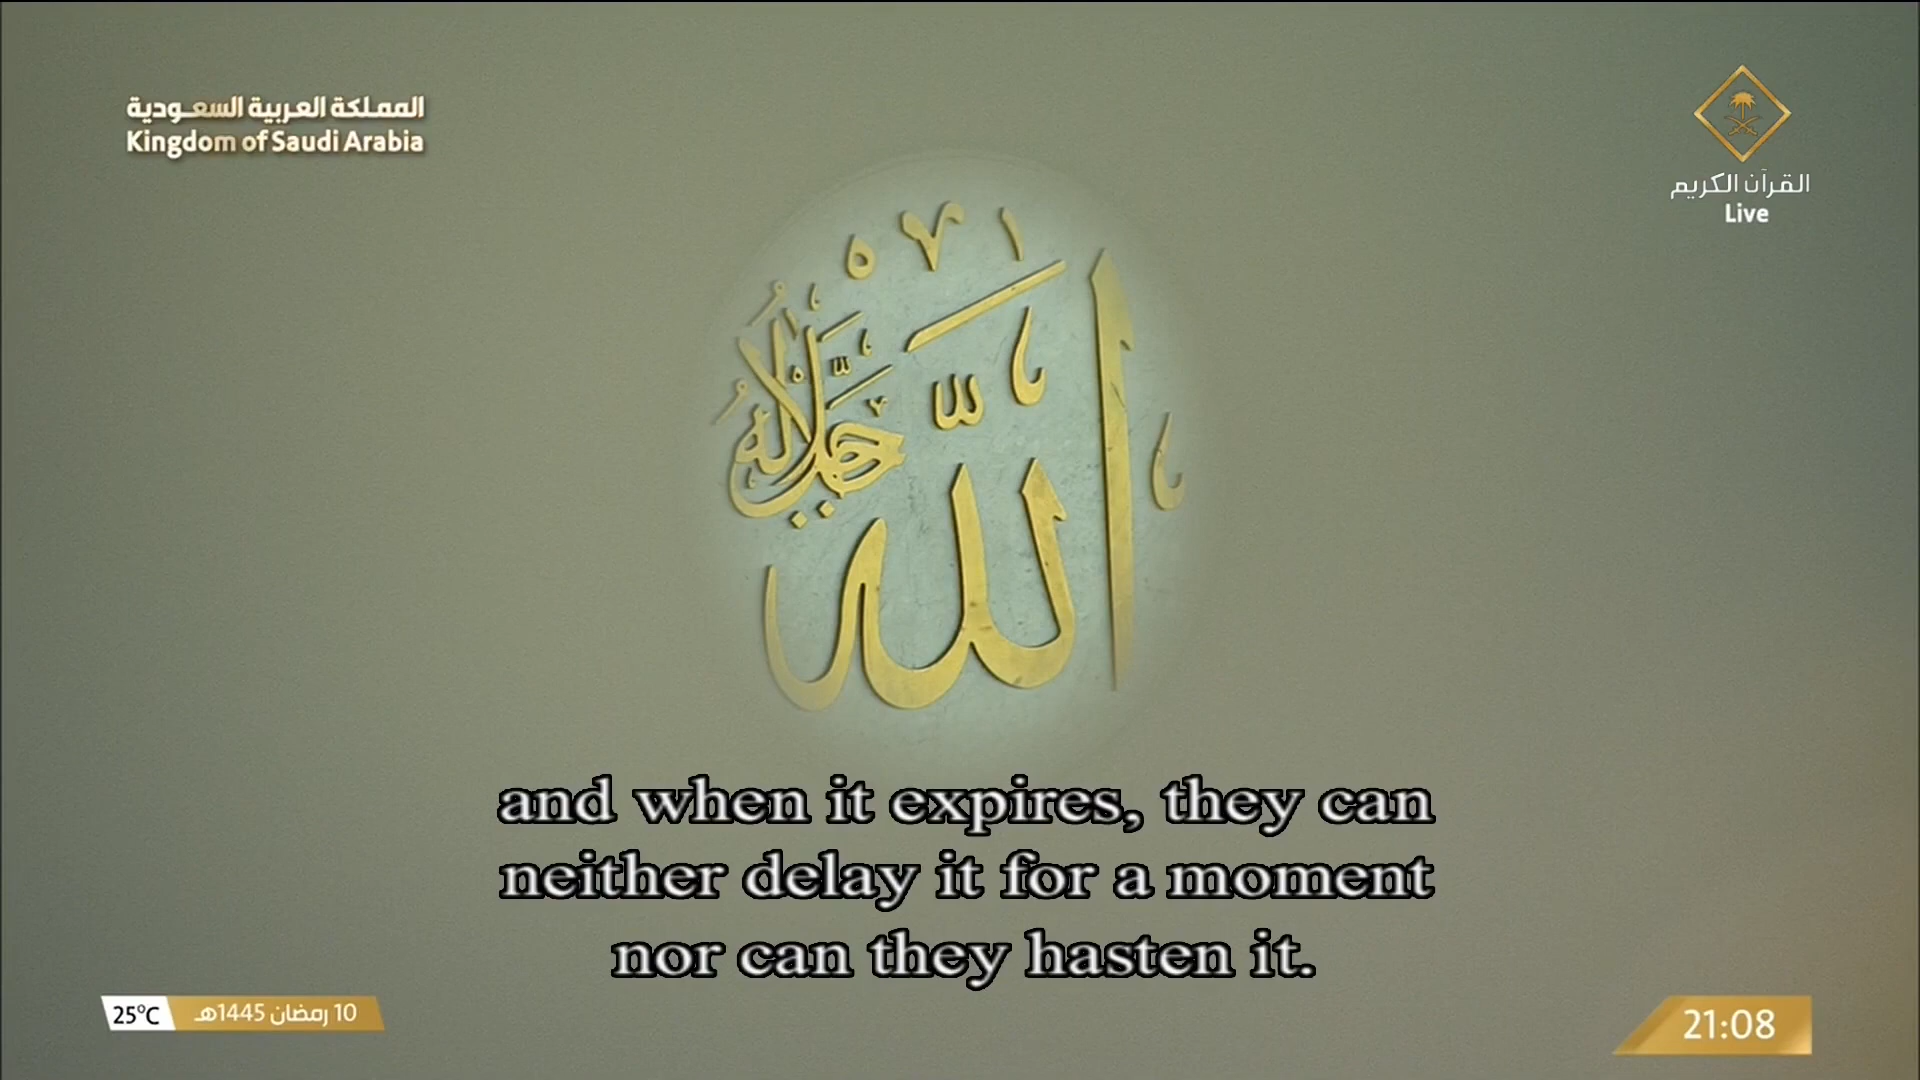 المملكة العربية السعودية
Kingdom of Saudi Arabia
القرآن الكريم
Live
الله
جل جلاله
and when it expires, they can
neither delay it for a moment
nor can they hasten it.
25°C
10 رمضان 1445هـ
21:08